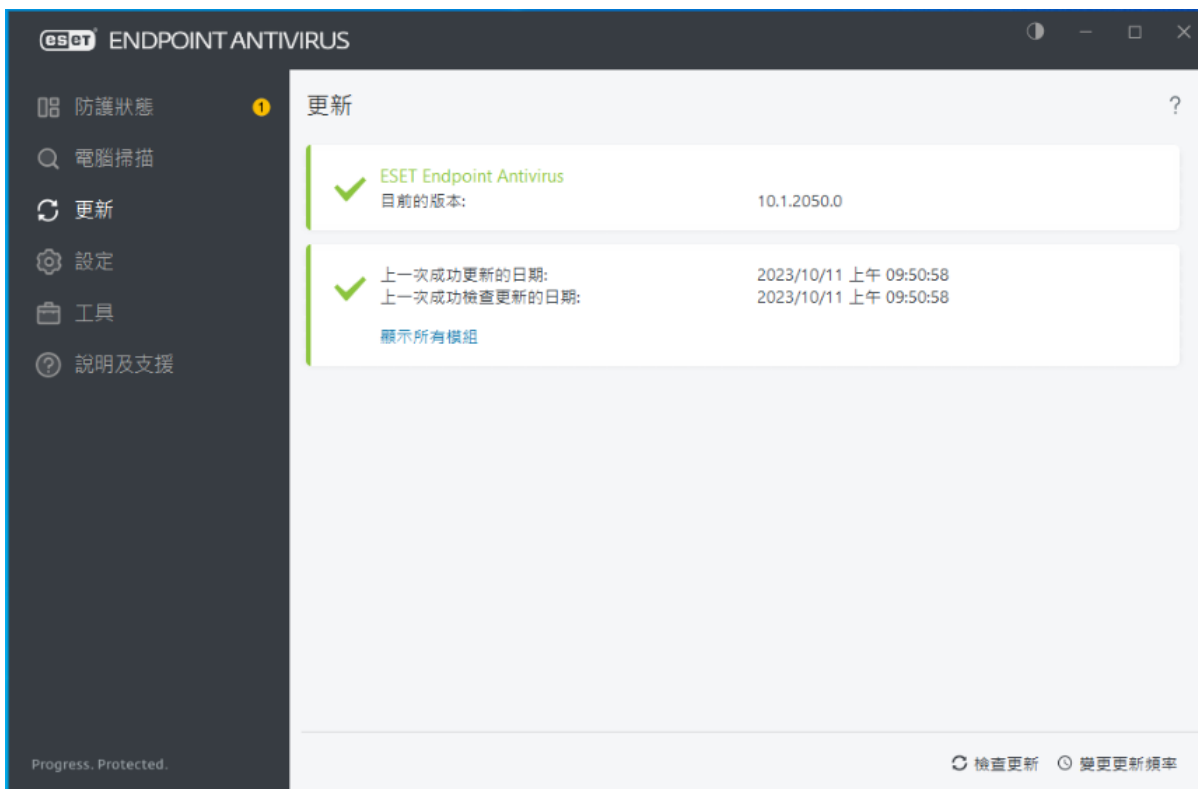 eset ENDPOINT ANTIVIRUS
防護狀態 1
電腦掃描
更新
設定
工具
說明及支援
Progress. Protected.
更新 ?
ESET Endpoint Antivirus
目前的版本: 10.1.2050.0
上一次成功更新的日期: 2023/10/11 上午 09:50:58
上一次成功檢查更新的日期: 2023/10/11 上午 09:50:58
顯示所有模組
檢查更新 變更更新頻率